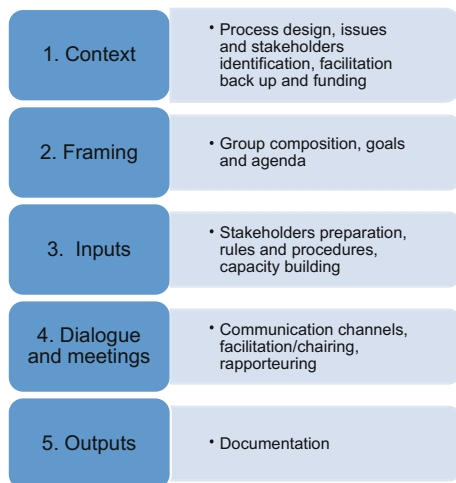 1. Context
• Process design, issues
and stakeholders
identification, facilitation
back up and funding
2. Framing
• Group composition, goals
and agenda
3. Inputs
• Stakeholders preparation,
rules and procedures,
capacity building
4. Dialogue
and meetings
• Communication channels,
facilitation/chairing,
rapporteuring
5. Outputs
• Documentation